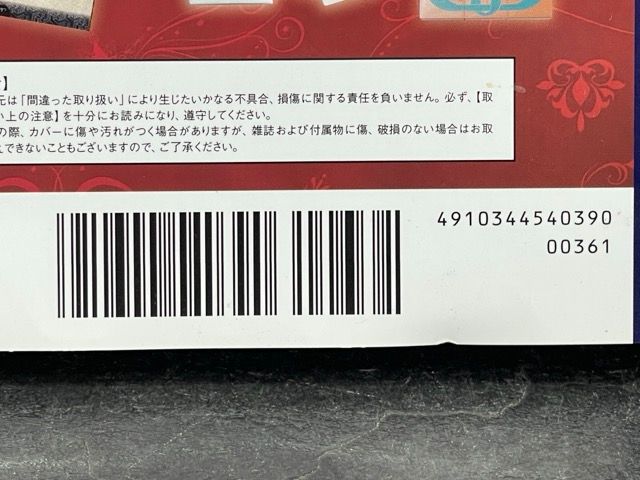 】
元は「間違った取り扱い」により生じたいかなる不具合、損傷に関する責任を負いません。必ず、【取
い上の注意】を十分にお読みになり、遵守してください。
の際、カバーに傷や汚れがつく場合がありますが、雑誌および付属物に傷、破損のない場合はお取
えできないこともございますので、ご了承ください。
4910344540390
00361